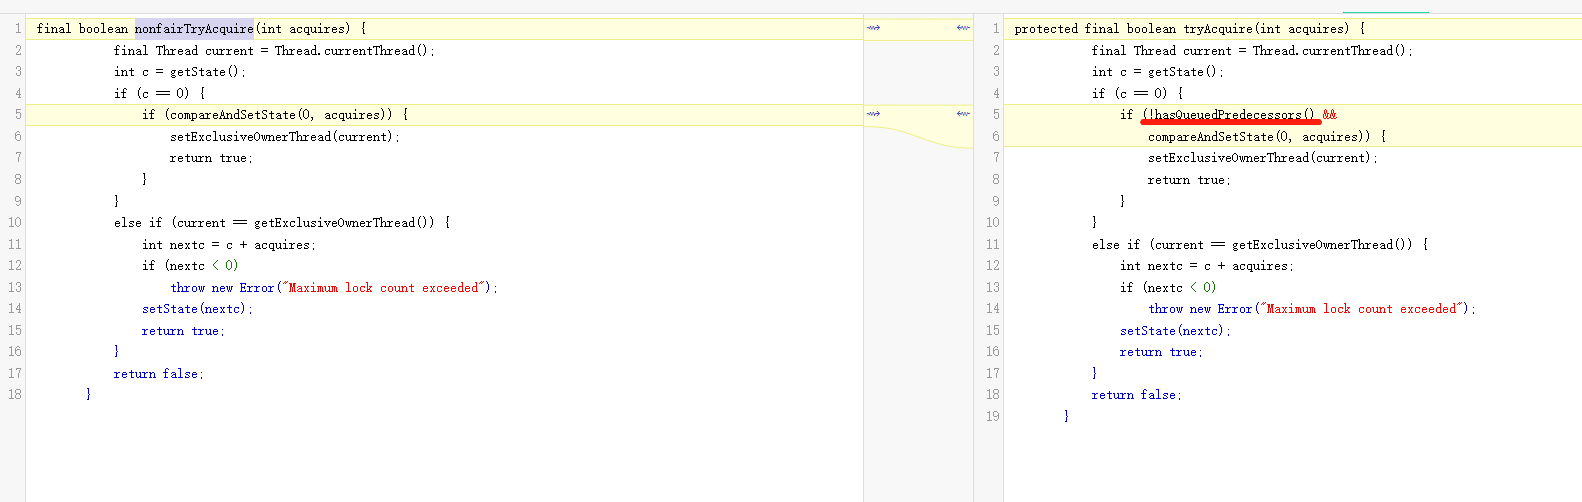 1 final boolean nonfairTryAcquire(int acquires) {
2 final Thread current = Thread.currentThread();
3 int c = getState();
4 if (c == 0) {
5 if (compareAndSetState(0, acquires)) {
6 setExclusiveOwnerThread(current);
7 return true;
8 }
9 }
10 else if (current == getExclusiveOwnerThread()) {
11 int nextc = c + acquires;
12 if (nextc < 0)
13 throw new Error("Maximum lock count exceeded");
14 setState(nextc);
15 return true;
16 }
17 return false;
18 }
1 protected final boolean tryAcquire(int acquires) {
2 final Thread current = Thread.currentThread();
3 int c = getState();
4 if (c == 0) {
5 if (!hasQueuedPredecessors() &&
6 compareAndSetState(0, acquires)) {
7 setExclusiveOwnerThread(current);
8 return true;
9 }
10 }
11 else if (current == getExclusiveOwnerThread()) {
12 int nextc = c + acquires;
13 if (nextc < 0)
14 throw new Error("Maximum lock count exceeded");
15 setState(nextc);
16 return true;
17 }
18 return false;
19 }